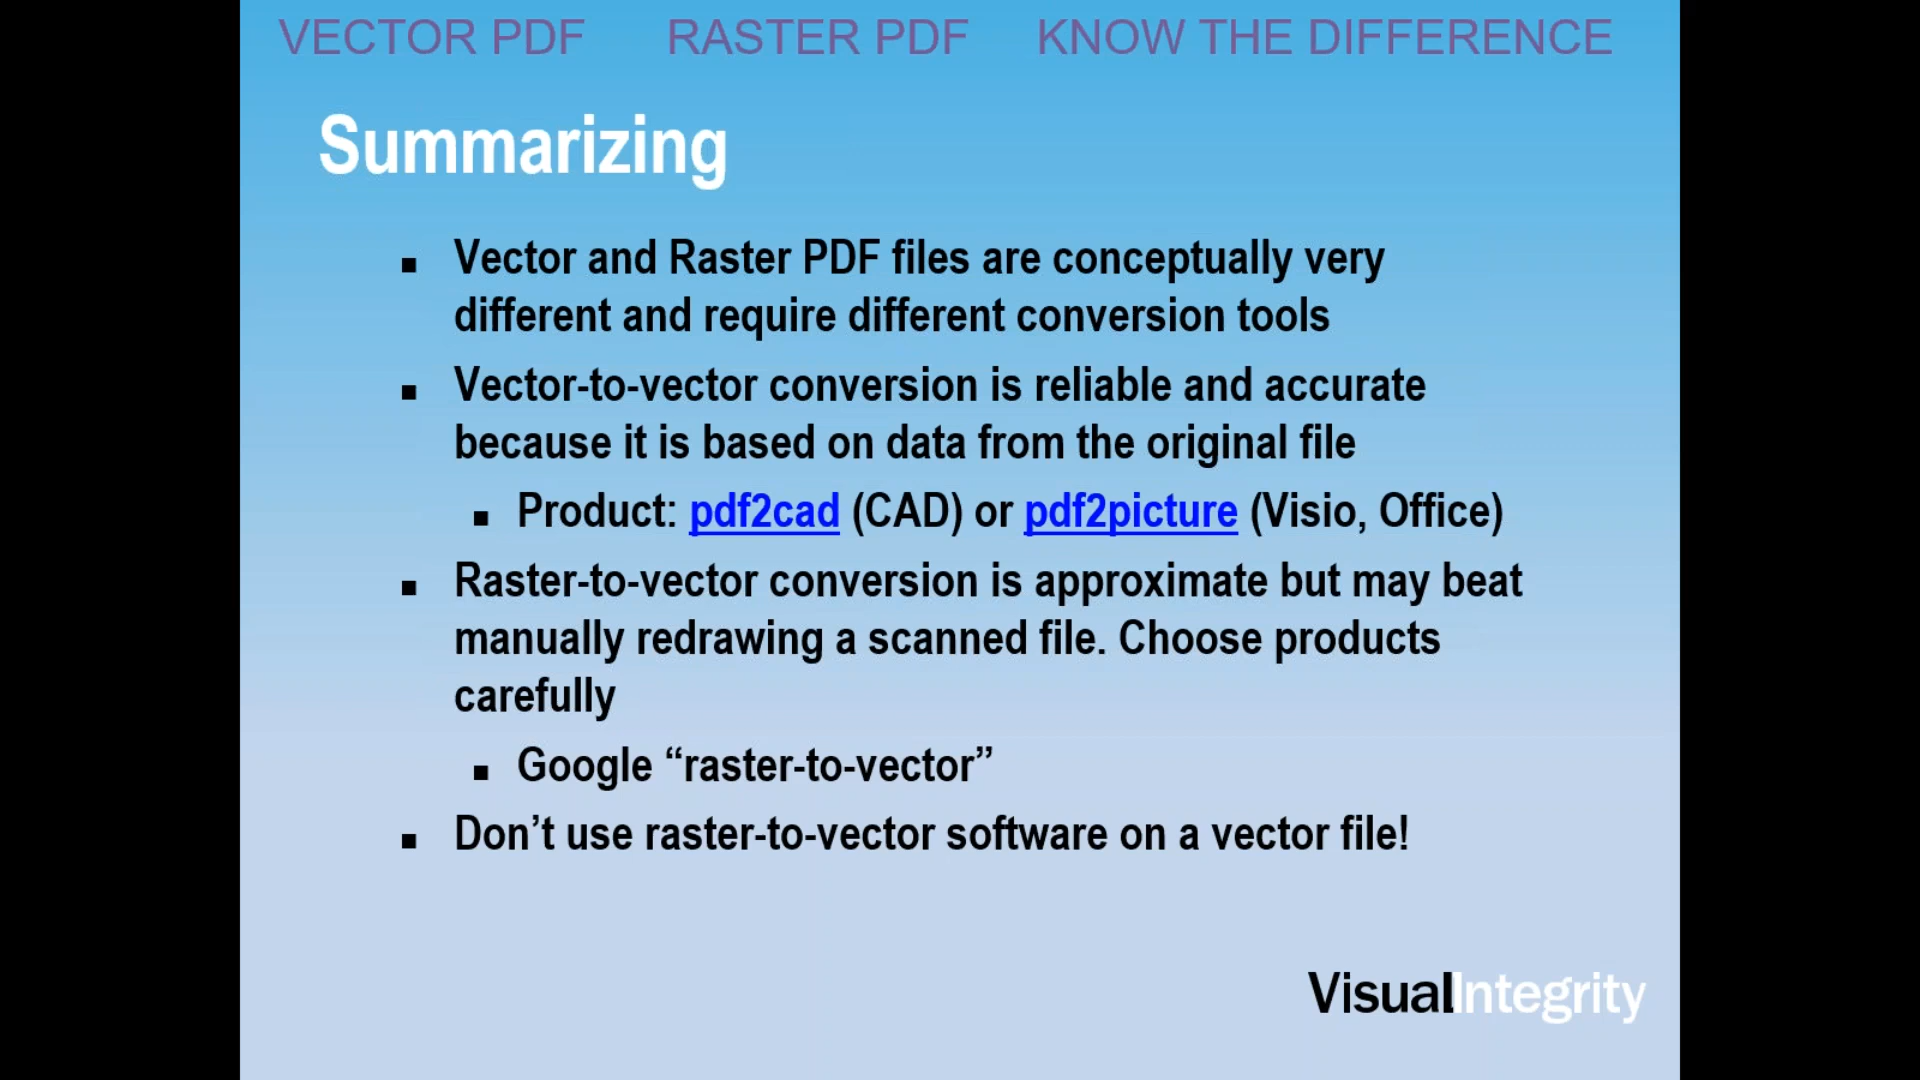 VECTOR PDF RASTER PDF KNOW THE DIFFERENCE
Summarizing
▪ Vector and Raster PDF files are conceptually very
different and require different conversion tools
▪ Vector-to-vector conversion is reliable and accurate
because it is based on data from the original file
▪ Product: pdf2cad (CAD) or pdf2picture (Visio, Office)
▪ Raster-to-vector conversion is approximate but may beat
manually redrawing a scanned file. Choose products
carefully
▪ Google “raster-to-vector”
▪ Don’t use raster-to-vector software on a vector file!
VisualIntegrity